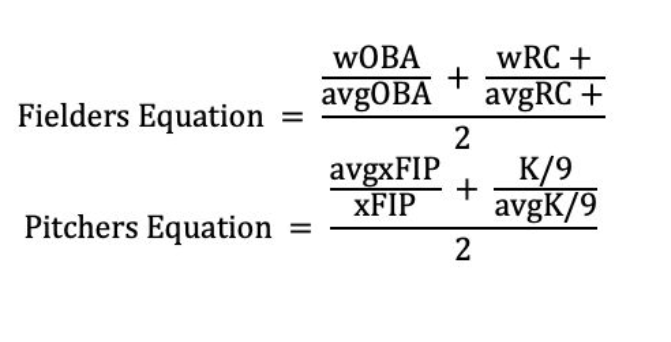 Fielders Equation = (wOBA / avgOBA + wRC + / avgRC +) / 2
Pitchers Equation = (avgxFIP / xFIP + K/9 / avgK/9) / 2